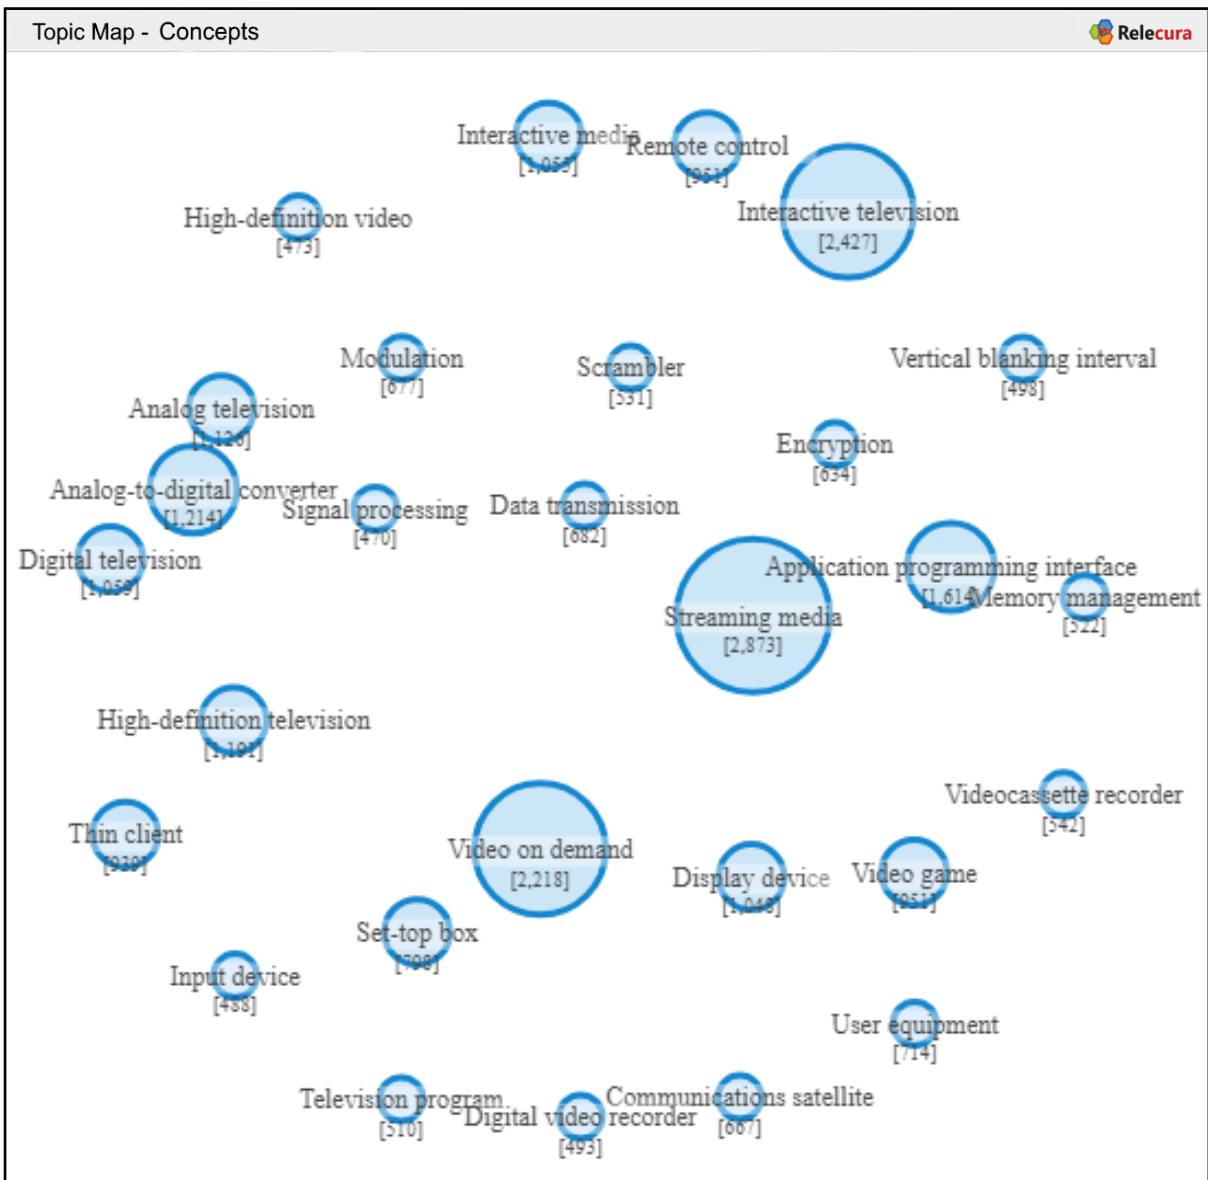 Topic Map - Concepts
Relecura
Interactive media
[1,055]
Remote control
[951]
Interactive television
[2,427]
High-definition video
[473]
Modulation
[677]
Scrambler
[531]
Vertical blanking interval
[498]
Analog television
[1,126]
Encryption
[634]
Analog-to-digital converter
[1,214]
Signal processing
[470]
Data transmission
[682]
Digital television
[1,059]
Application programming interface
[1,614]
Memory management
[522]
Streaming media
[2,873]
High-definition television
[1,191]
Videocassette recorder
[542]
Thin client
[939]
Video on demand
[2,218]
Display device
[1,048]
Video game
[951]
Set-top box
[798]
Input device
[488]
User equipment
[714]
Television program
[510]
Digital video recorder
[493]
Communications satellite
[667]